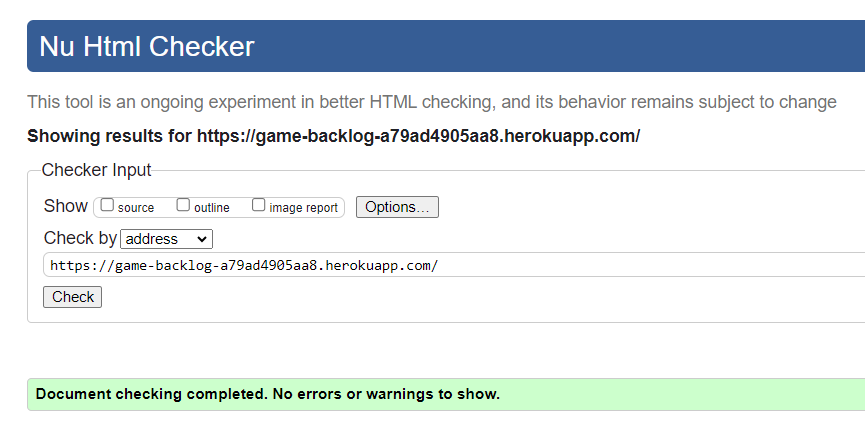 Nu Html Checker
This tool is an ongoing experiment in better HTML checking, and its behavior remains subject to change
Showing results for https://game-backlog-a79ad4905aa8.herokuapp.com/
Checker Input
Show source outline image report Options...
Check by address
https://game-backlog-a79ad4905aa8.herokuapp.com/
Check
Document checking completed. No errors or warnings to show.